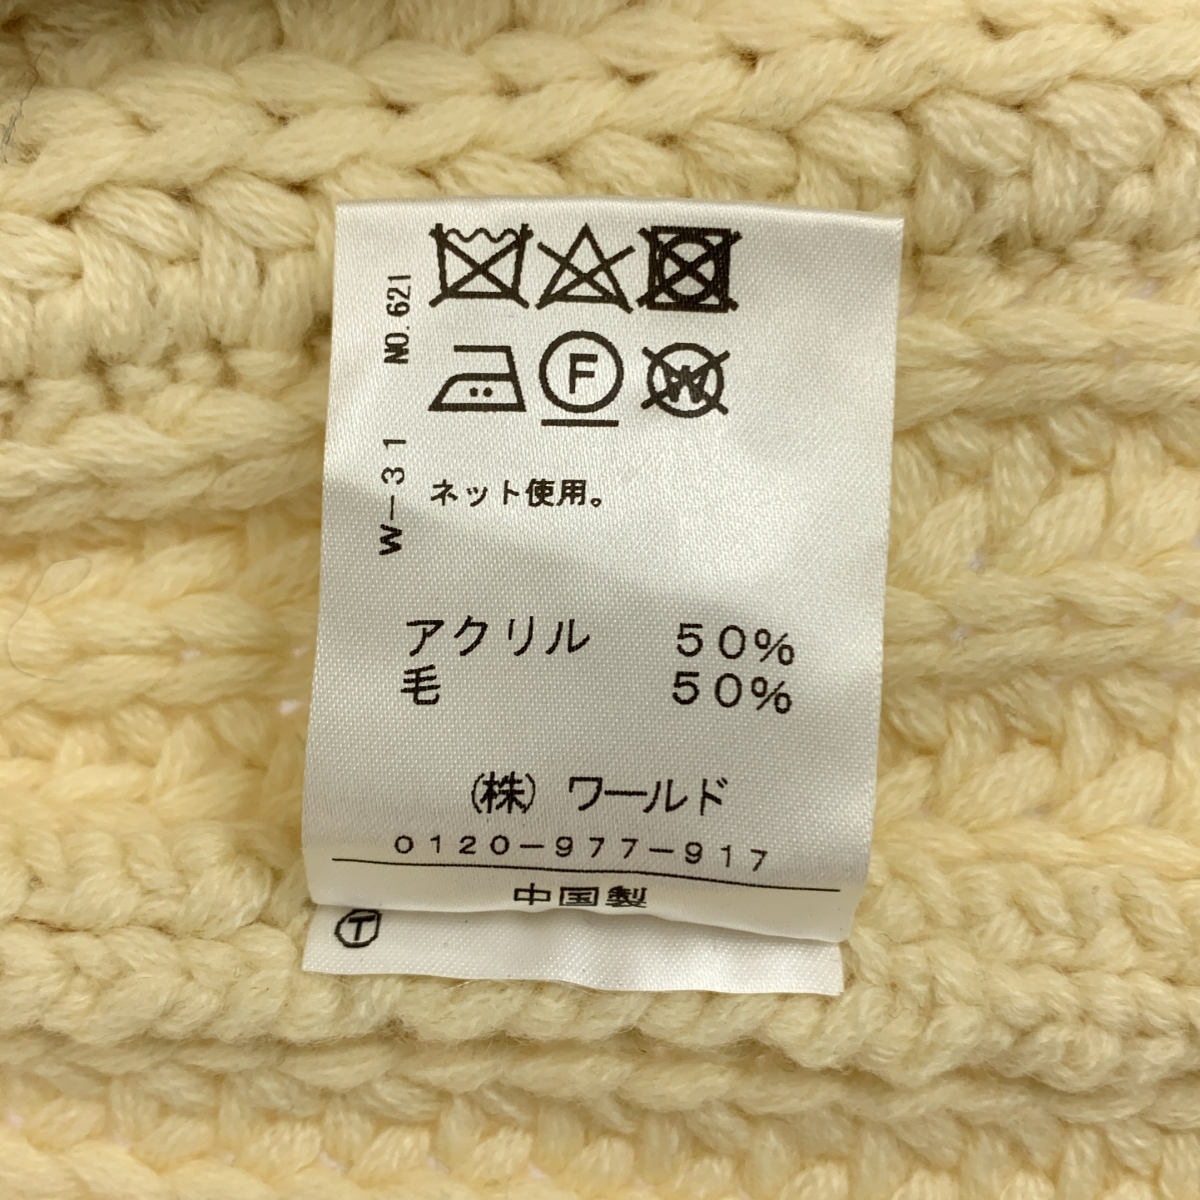 NO.621
W-31
F
W
ネット使用。
アクリル 50%
毛 50%
(株) ワールド
0120-977-917
中国製
T